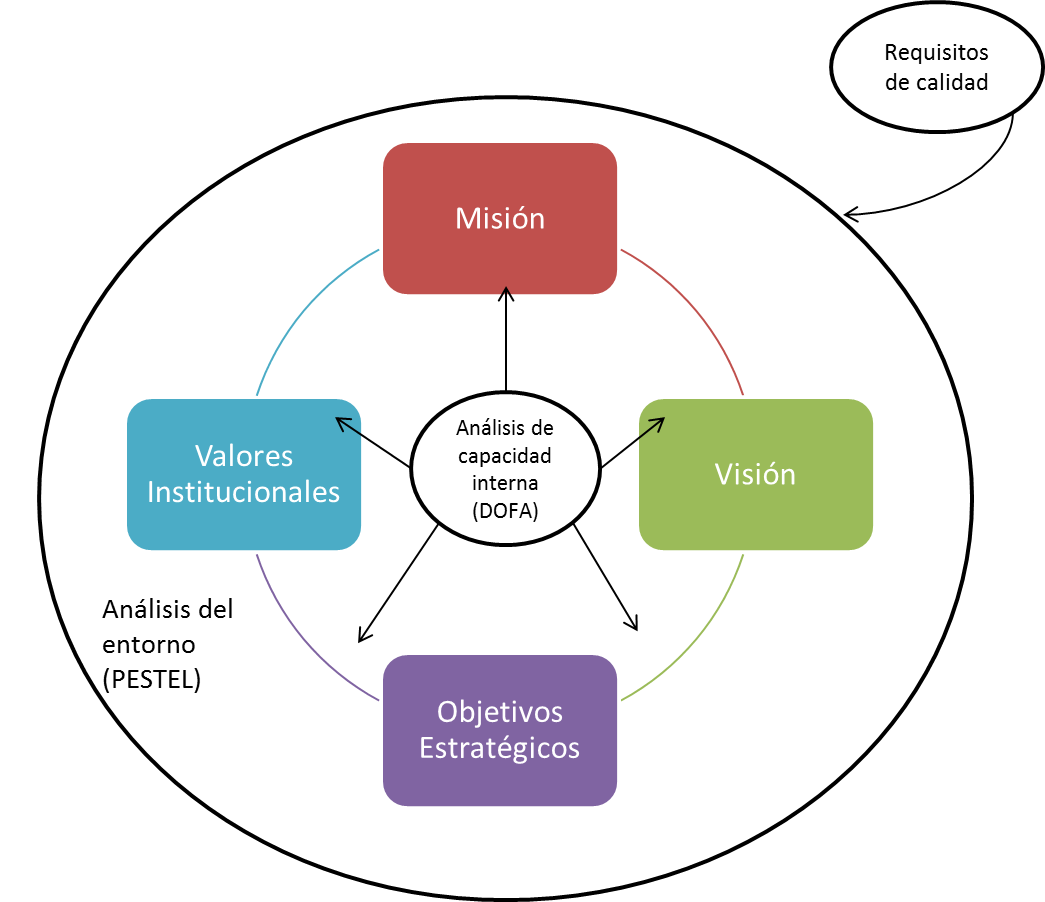 Requisitos
de calidad
Misión
Análisis de
capacidad
interna
(DOFA)
Valores
Institucionales
Visión
Análisis del
entorno
(PESTEL)
Objetivos
Estratégicos